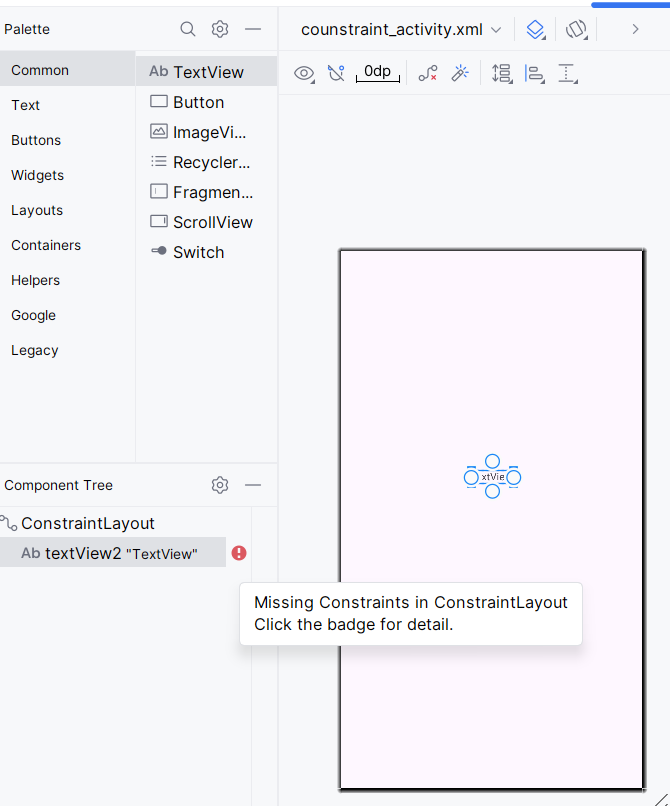 Palette
counstraint_activity.xml
Common
Text
Buttons
Widgets
Layouts
Containers
Helpers
Google
Legacy
Ab TextView
Button
ImageVi...
Recycler...
Fragmen...
ScrollView
Switch
0dp
xtVie
Component Tree
ConstraintLayout
Ab textView2 "TextView"
Missing Constraints in ConstraintLayout
Click the badge for detail.